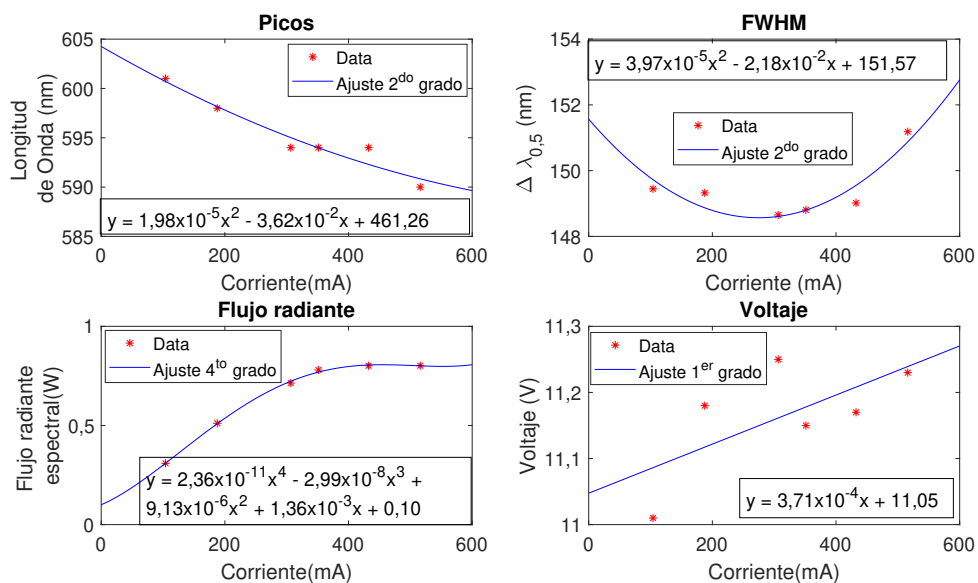 Picos
605
600
595
590
585
Longitud
de Onda (nm)
Data
Ajuste 2do grado
y = 1,98x10-5x2 - 3,62x10-2x + 461,26
0
200
400
600
Corriente(mA)
FWHM
154
152
150
148
Δ λ0,5 (nm)
y = 3,97x10-5x2 - 2,18x10-2x + 151,57
Data
Ajuste 2do grado
0
200
400
600
Corriente (mA)
Flujo radiante
1
0,5
0
Flujo radiante
espectral(W)
Data
Ajuste 4to grado
y = 2,36x10-11x4 - 2,99x10-8x3 +
9,13x10-6x2 + 1,36x10-3x + 0,10
0
200
400
600
Corriente(mA)
Voltaje
11,3
11,2
11,1
11
Voltaje (V)
Data
Ajuste 1er grado
y = 3,71x10-4x + 11,05
0
200
400
600
Corriente(mA)